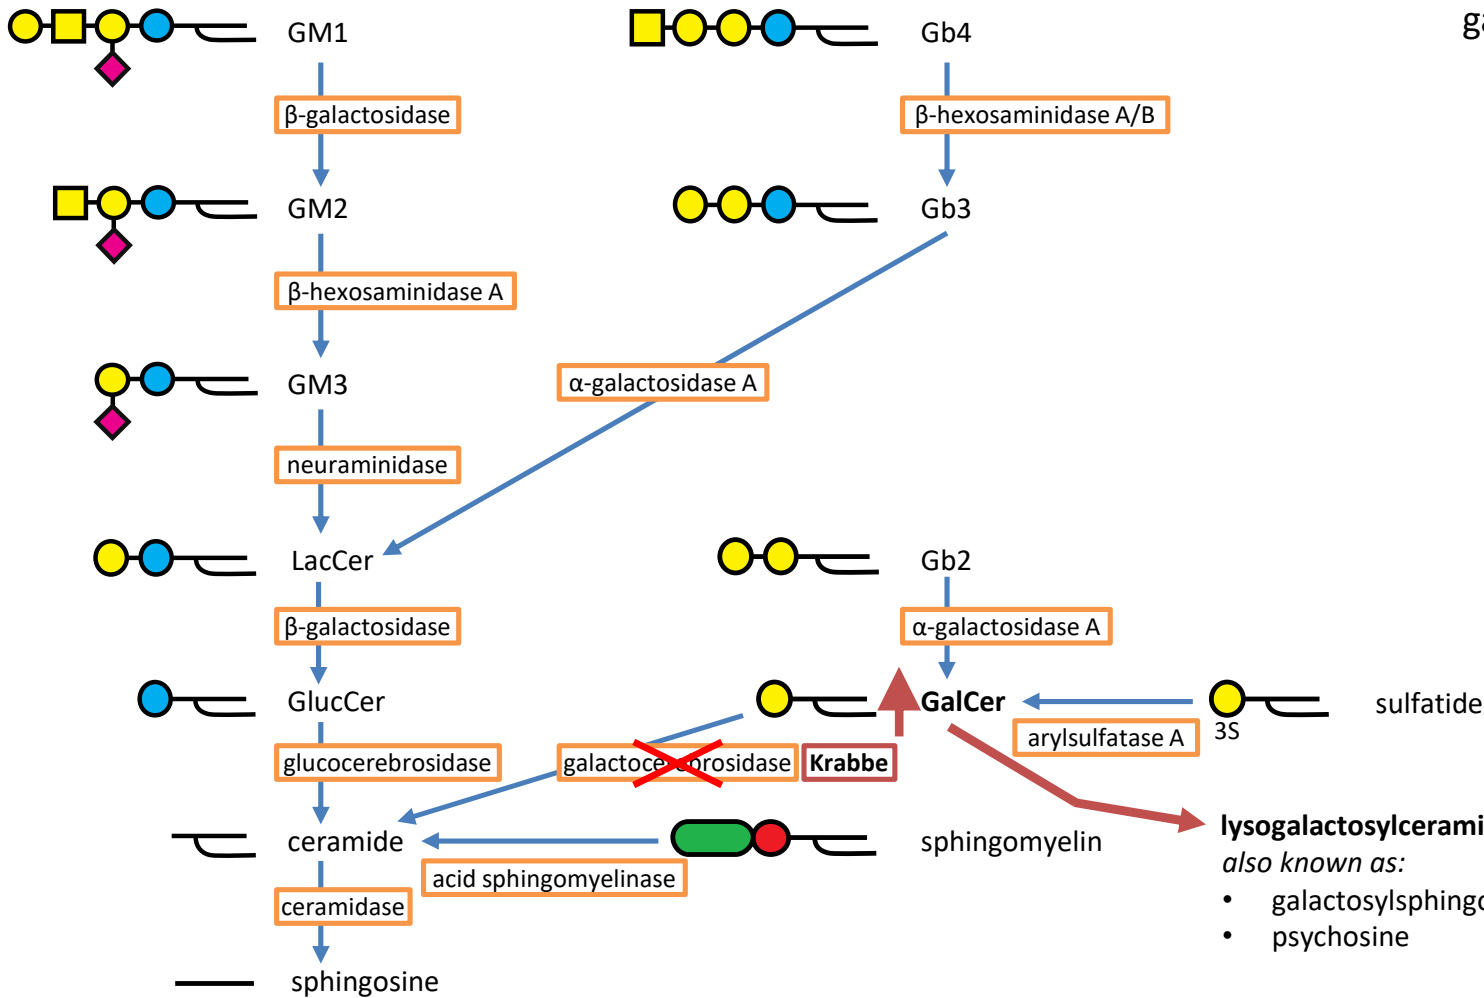 GM1
Gb4
β-galactosidase
β-hexosaminidase A/B
GM2
Gb3
β-hexosaminidase A
GM3
α-galactosidase A
neuraminidase
LacCer
Gb2
β-galactosidase
α-galactosidase A
GlucCer
GalCer
sulfatide
3S
arylsulfatase A
glucocerebrosidase
galactocerebrosidase
Krabbe
ceramide
sphingomyelin
acid sphingomyelinase
ceramidase
also known as:
• psychosine
sphingosine